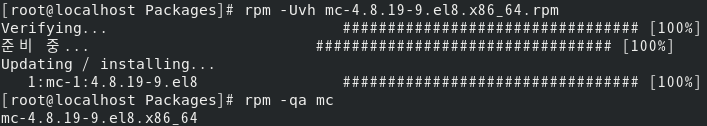 [root@localhost Packages]# rpm -Uvh mc-4.8.19-9.el8.x86_64.rpm
Verifying...                          ################################# [100%]
준비 중...                         ################################# [100%]
Updating / installing...
   1:mc-1:4.8.19-9.el8                ################################# [100%]
[root@localhost Packages]# rpm -qa mc
mc-4.8.19-9.el8.x86_64